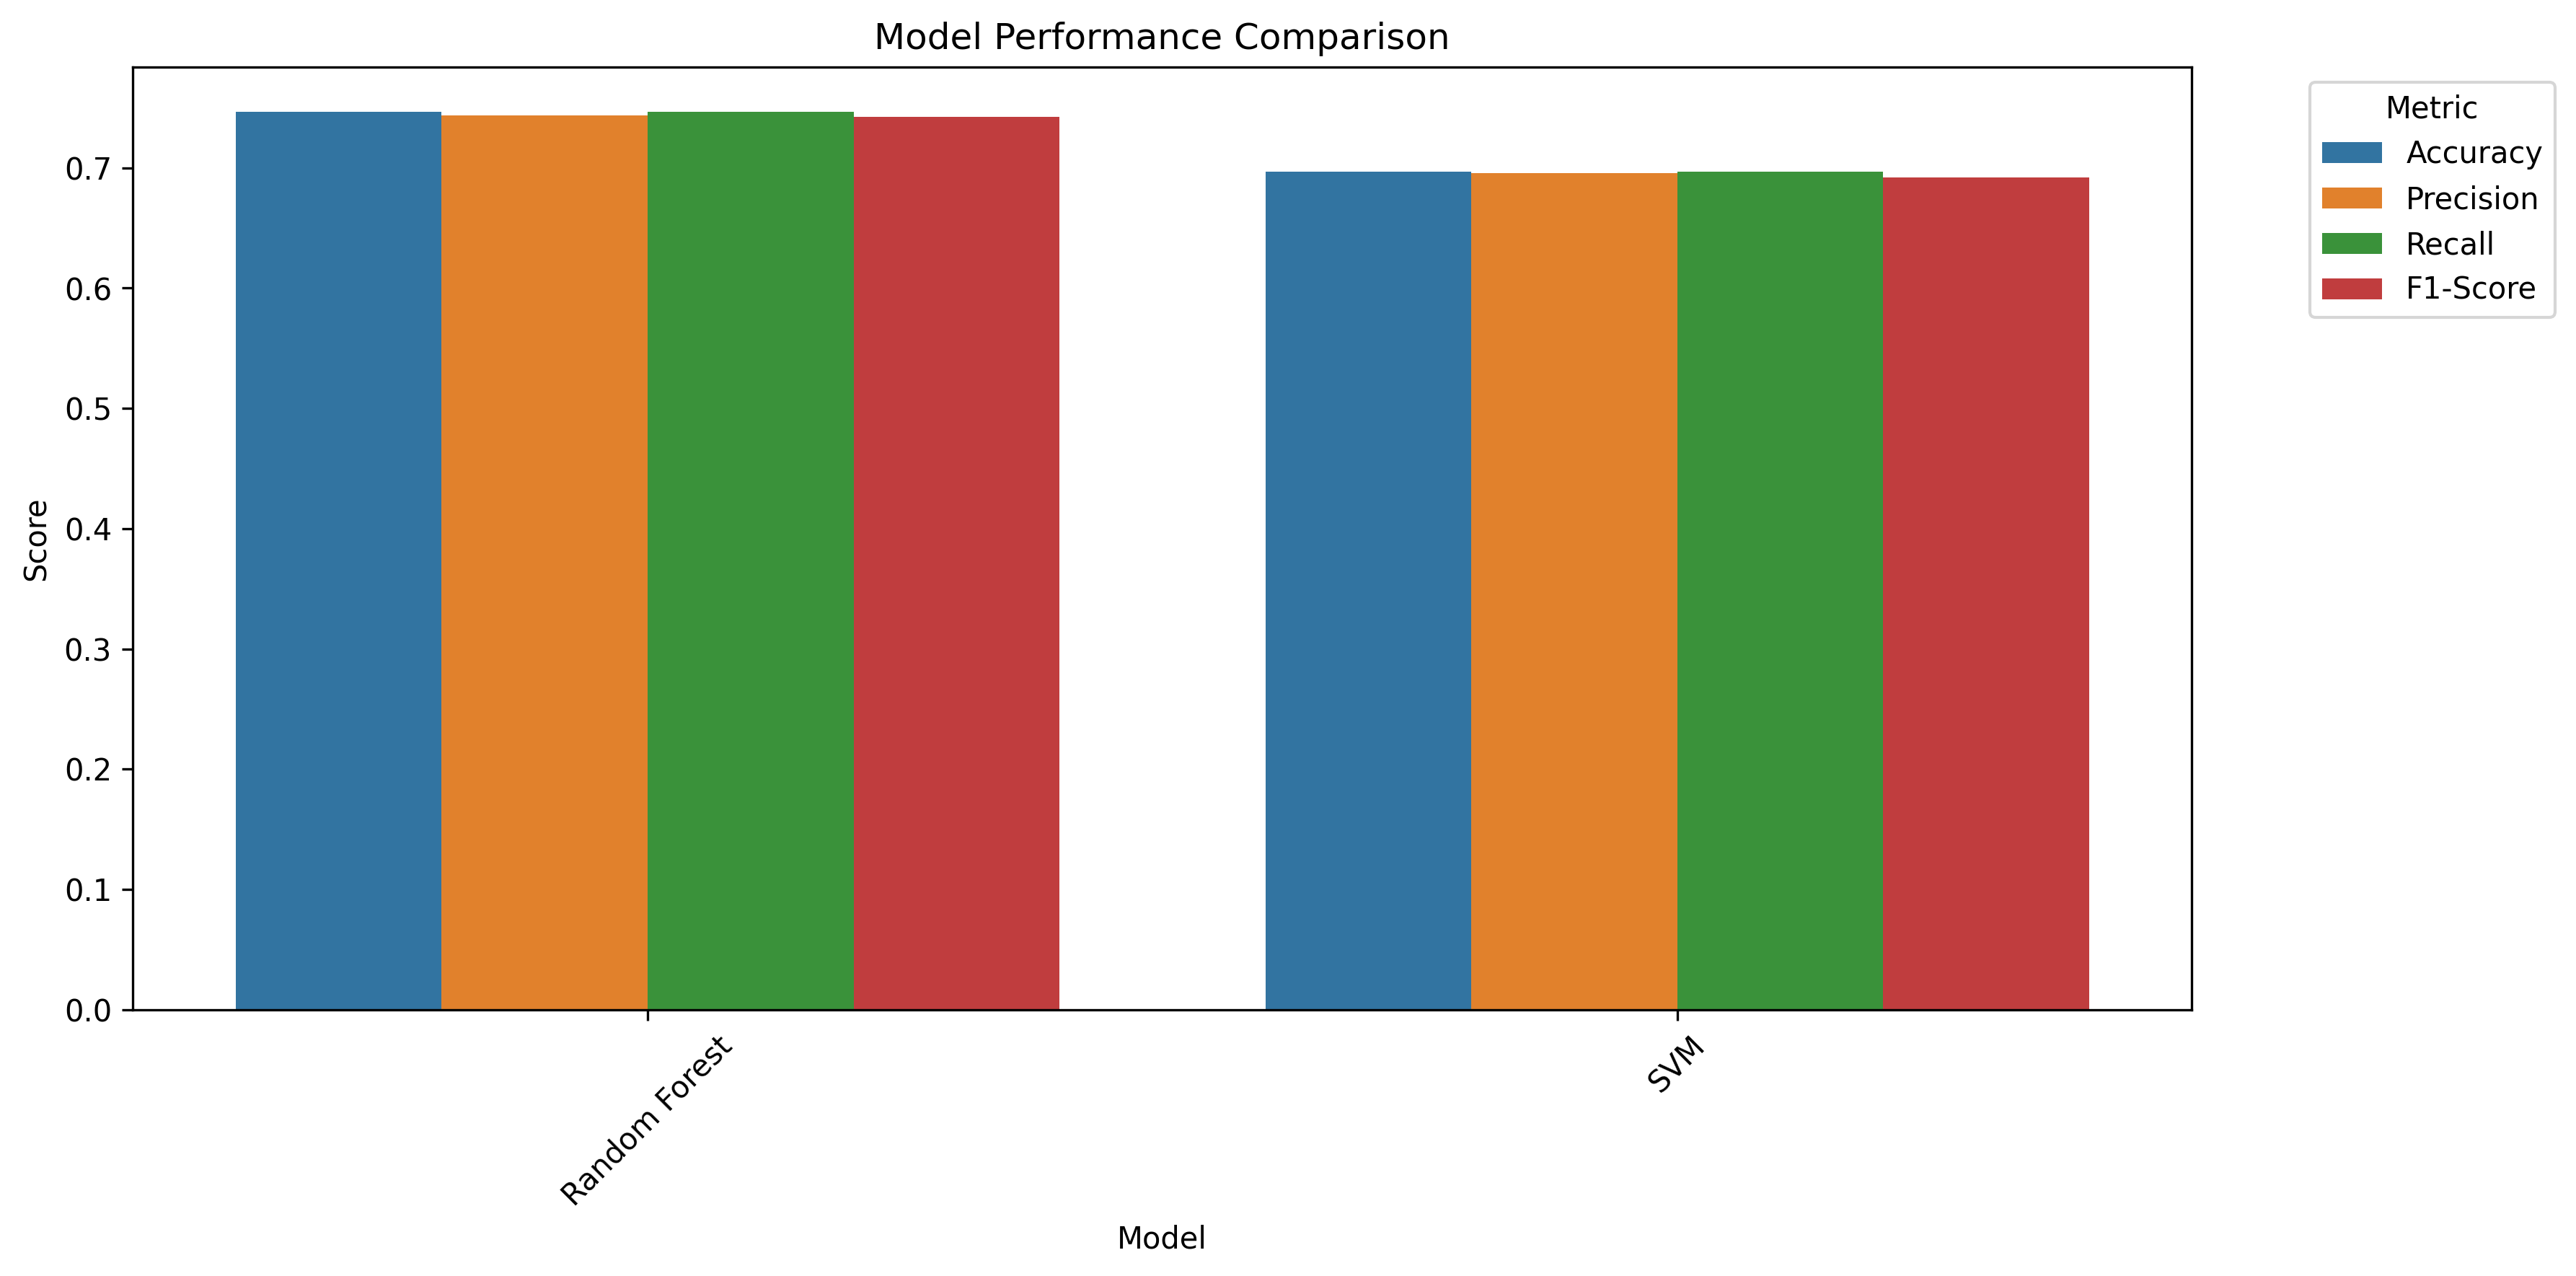 Model Performance Comparison
Metric
Accuracy
Precision
Recall
F1-Score
Score
0.7
0.6
0.5
0.4
0.3
0.2
0.1
0.0
Random Forest
SVM
Model